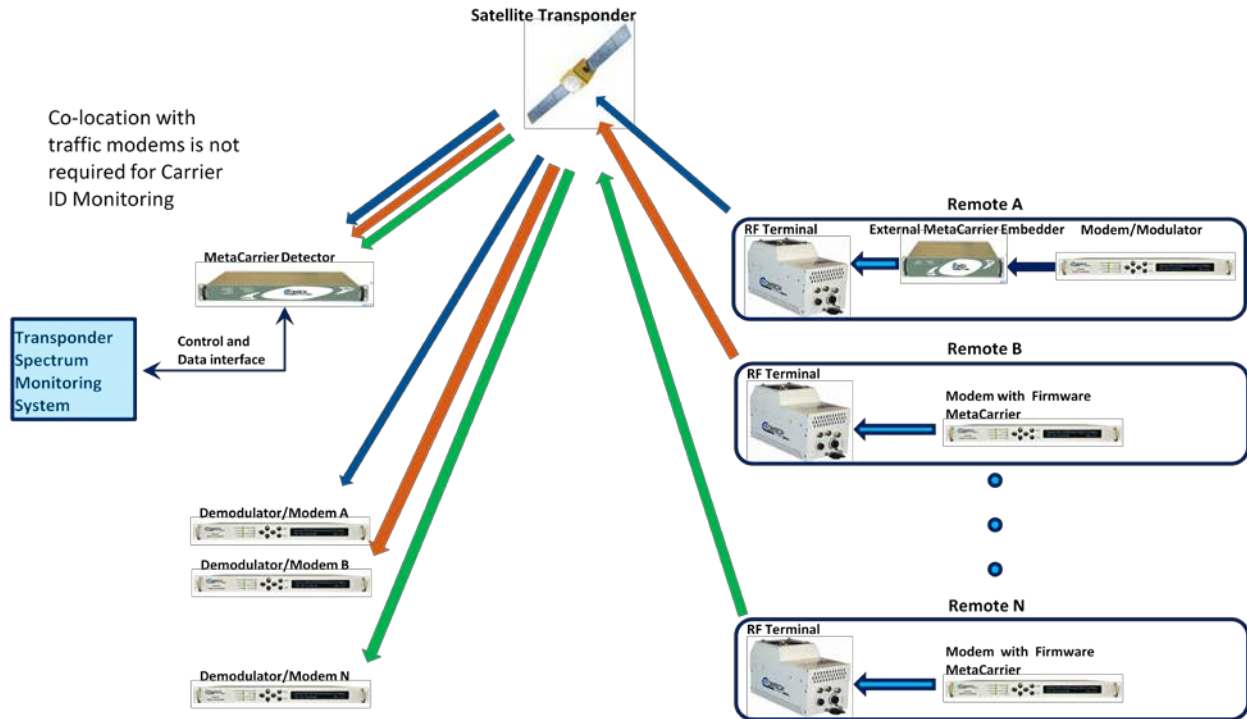 Satellite Transponder
Co-location with
traffic modems is not
required for Carrier
ID Monitoring
MetaCarrier Detector
Transponder
Spectrum
Monitoring
System
Control and
Data interface
Demodulator/Modem A
Demodulator/Modem B
Demodulator/Modem N
Remote A
RF Terminal
External MetaCarrier Embedder
Modem/Modulator
Remote B
RF Terminal
Modem with Firmware
MetaCarrier
Remote N
RF Terminal
Modem with Firmware
MetaCarrier